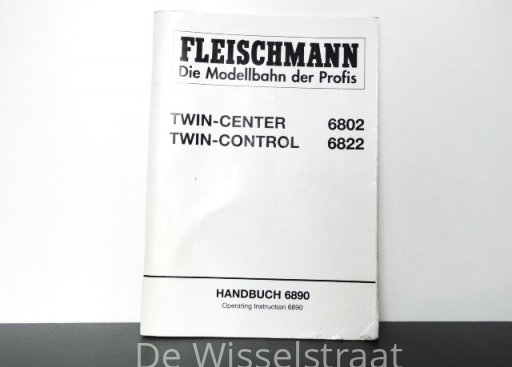 FLEISCHMANN
Die Modellbahn der Profis
TWIN-CENTER 6802
TWIN-CONTROL 6822
HANDBUCH 6890
Operating Instruction 6890
De Wisselstraat